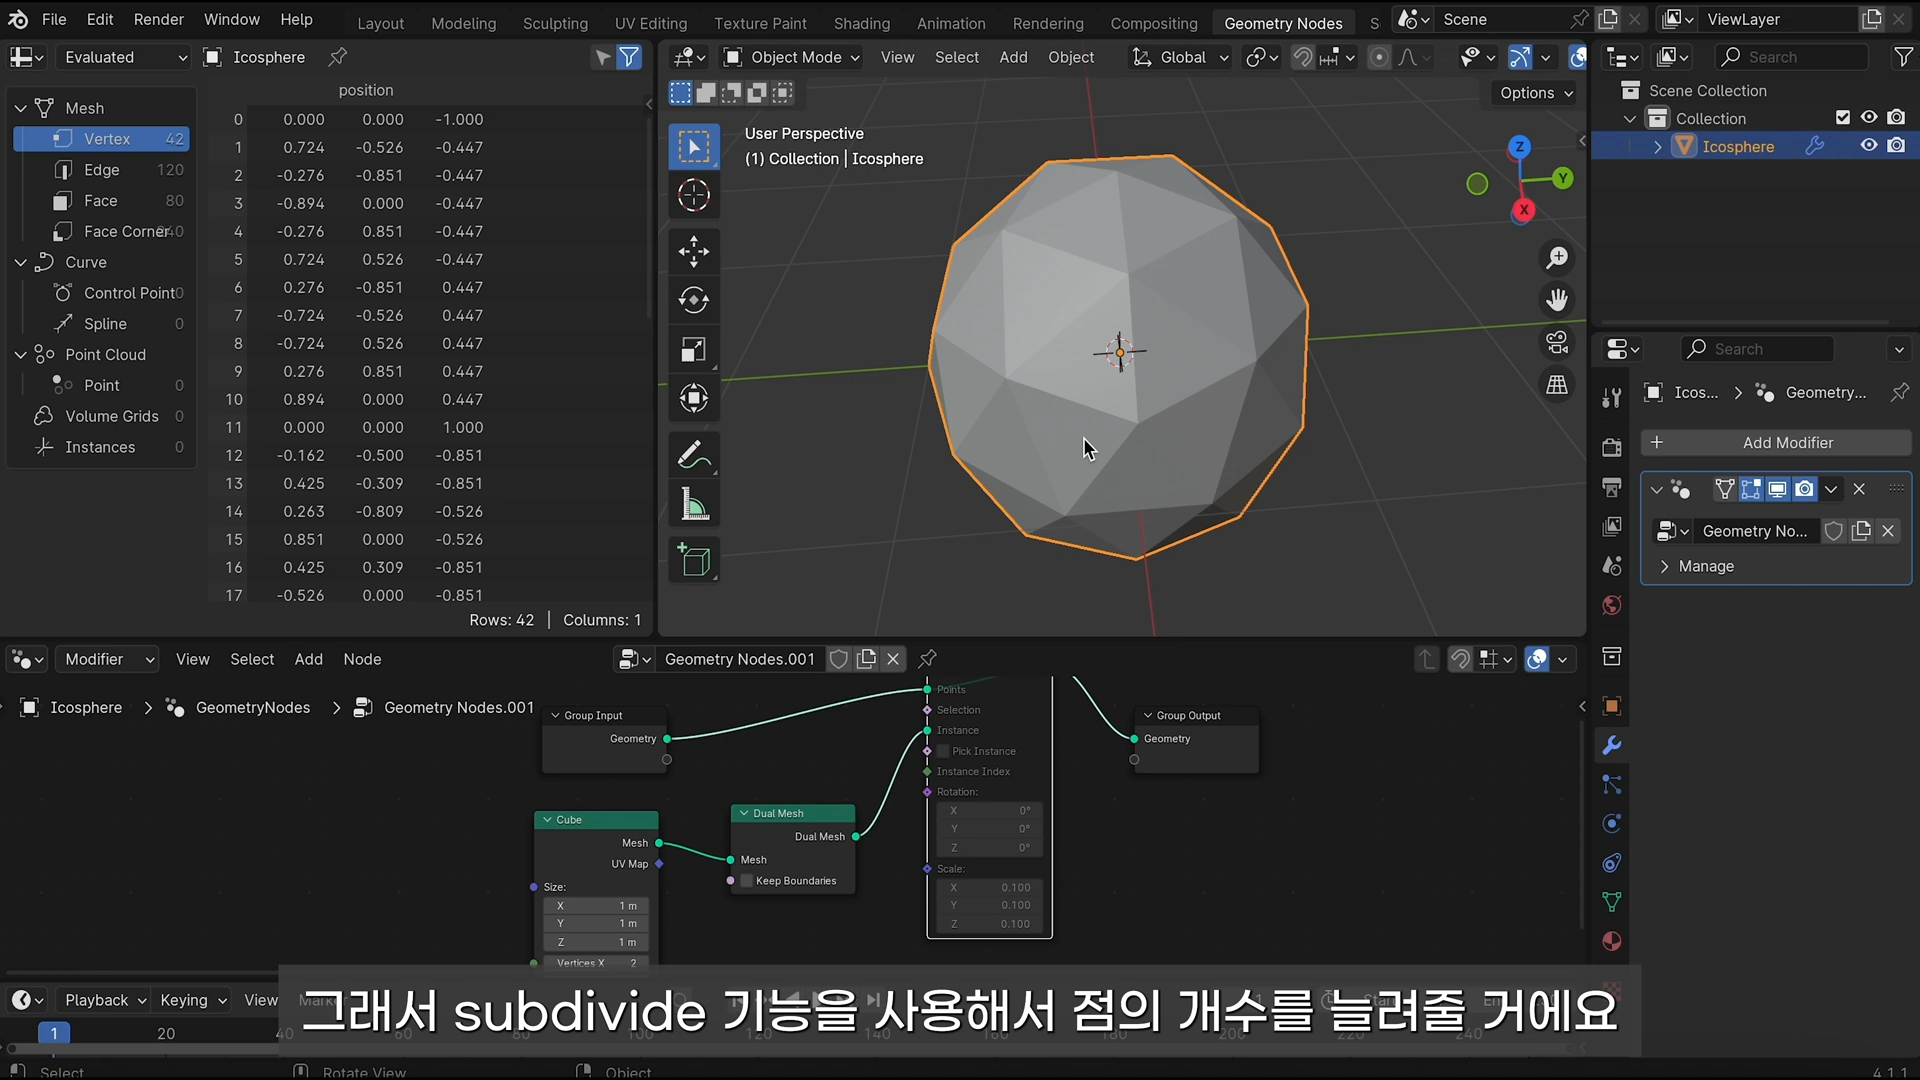 File Edit Render Window Help Layout Modeling Sculpting UV Editing Texture Paint Shading Animation Rendering Compositing Geometry Nodes S Scene ViewLayer
Evaluated Icosphere
Object Mode View Select Add Object Global
Search
Options
Scene Collection
Collection
Icosphere
position
Mesh
Vertex 42
Edge 120
Face 80
Face Corner
Curve
Control Point 0
Spline 0
Point Cloud
Point 0
Volume Grids 0
Instances 0
0 0.000 0.000 -1.000
1 0.724 -0.526 -0.447
2 -0.276 -0.851 -0.447
3 -0.894 0.000 -0.447
4 -0.276 0.851 -0.447
5 0.724 0.526 -0.447
6 0.276 -0.851 0.447
7 -0.724 -0.526 0.447
8 -0.724 0.526 0.447
9 0.276 0.851 0.447
10 0.894 0.000 0.447
11 0.000 0.000 1.000
12 -0.162 -0.500 -0.851
13 0.425 -0.309 -0.851
14 0.263 -0.809 -0.526
15 0.851 0.000 -0.526
16 0.425 0.309 -0.851
17 -0.526 0.000 -0.851
Rows: 42 | Columns: 1
User Perspective
(1) Collection | Icosphere
Z
Y
X
Search
Icos... Geometry...
Add Modifier
Geometry No...
Manage
Modifier View Select Add Node Geometry Nodes.001
Icosphere GeometryNodes Geometry Nodes.001
Group Input
Geometry
Cube
Mesh
UV Map
Size:
X 1 m
Y 1 m
Z 1 m
Vertices X 2
Dual Mesh
Dual Mesh
Mesh
Keep Boundaries
Points
Selection
Instance
Pick Instance
Instance Index
Rotation:
X 0°
Y 0°
Z 0°
Scale:
X 0.100
Y 0.100
Z 0.100
Group Output
Geometry
Playback Keying View Marker
그래서 subdivide 기능을 사용해서 점의 개수를 늘려줄 거에요
1 20 40 60 80 100 120 140 160 180 200 220 240
Select Rotate View Object 4.1.1